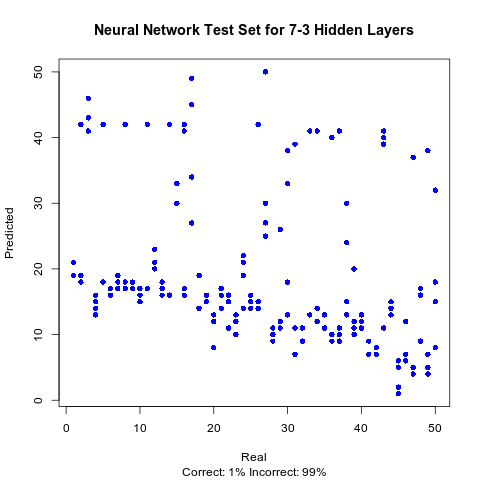 Neural Network Test Set for 7-3 Hidden Layers
Predicted
50
40
30
20
10
0
0 10 20 30 40 50
Real
Correct: 1% Incorrect: 99%